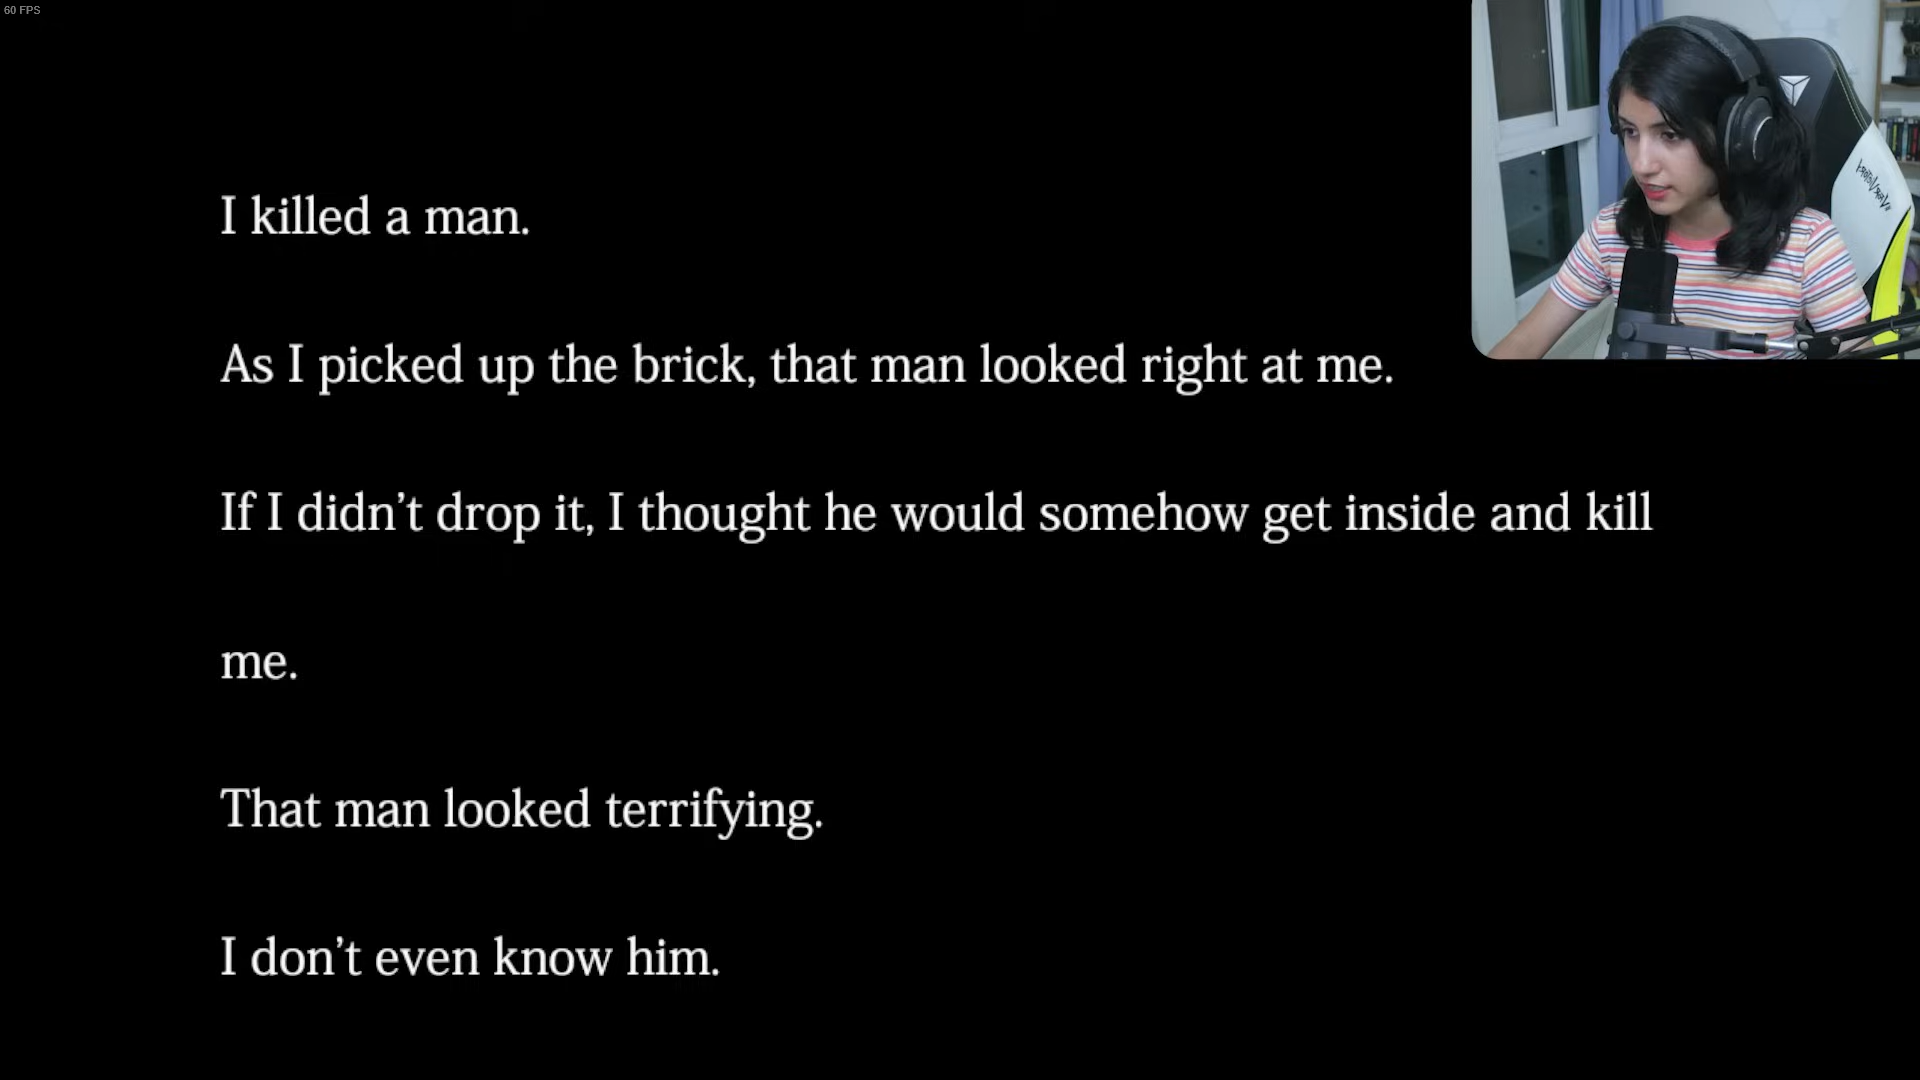 60 FPS
I killed a man.
As I picked up the brick, that man looked right at me.
If I didn’t drop it, I thought he would somehow get inside and kill
me.
That man looked terrifying.
I don’t even know him.